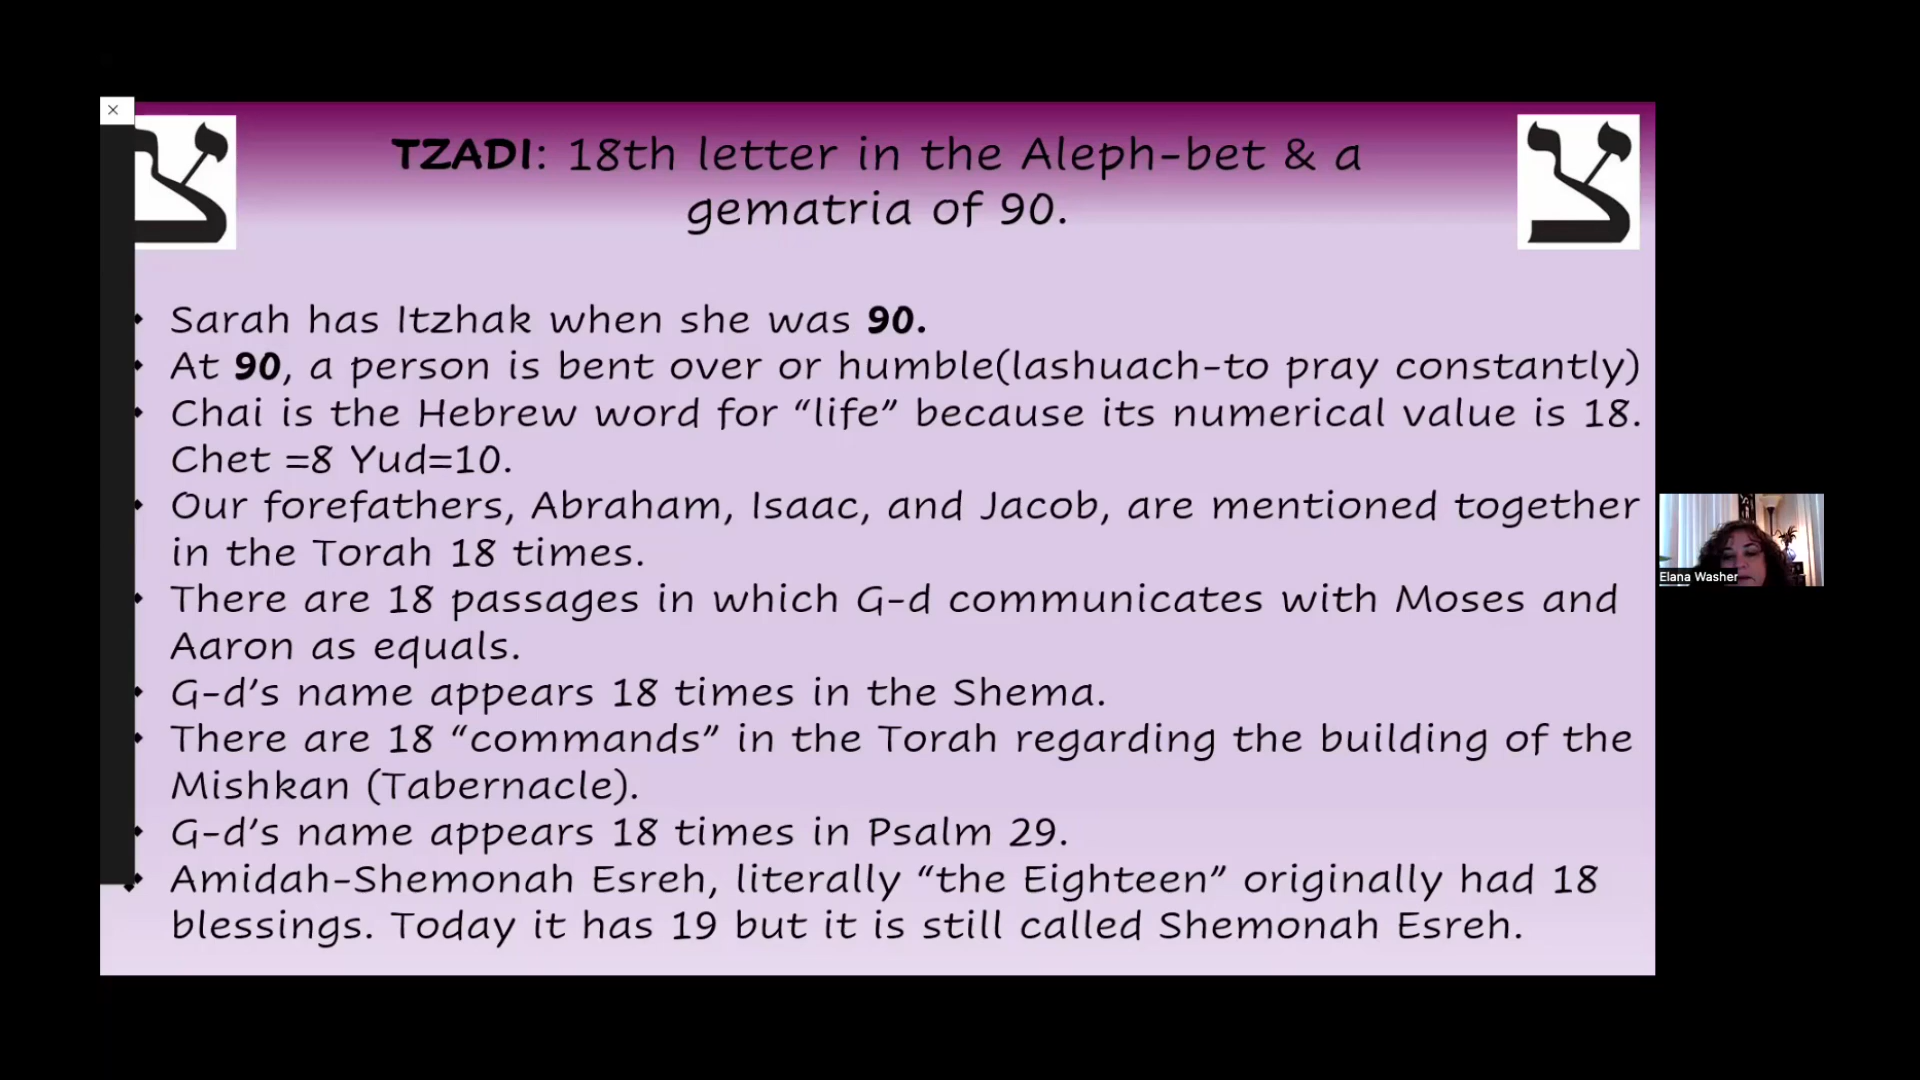 TZADI: 18th letter in the Aleph-bet & a
gematria of 90.
צ
צ
Sarah has Itzhak when she was 90.
At 90, a person is bent over or humble(lashuach-to pray constantly)
Chai is the Hebrew word for “life” because its numerical value is 18.
Chet =8 Yud=10.
Our forefathers, Abraham, Isaac, and Jacob, are mentioned together
in the Torah 18 times.
There are 18 passages in which G-d communicates with Moses and
Aaron as equals.
G-d’s name appears 18 times in the Shema.
There are 18 “commands” in the Torah regarding the building of the
Mishkan (Tabernacle).
G-d’s name appears 18 times in Psalm 29.
Amidah-Shemonah Esreh, literally “the Eighteen” originally had 18
blessings. Today it has 19 but it is still called Shemonah Esreh.
Elana Washer